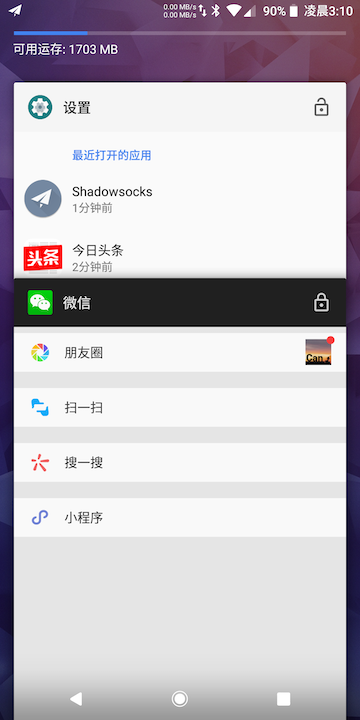 0.00 MB/s
0.00 MB/s
90% 凌晨3:10
可用运存: 1703 MB
设置
最近打开的应用
Shadowsocks
1分钟前
头条
今日头条
2分钟前
微信
朋友圈
Can
扫一扫
搜一搜
小程序